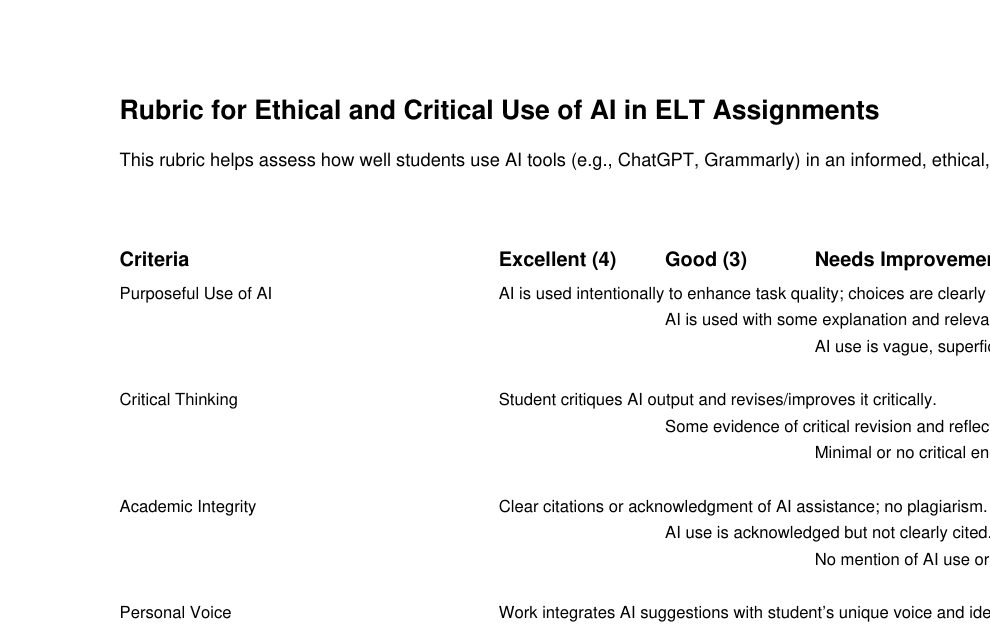 Rubric for Ethical and Critical Use of AI in ELT Assignments
This rubric helps assess how well students use AI tools (e.g., ChatGPT, Grammarly) in an informed, ethical,
Criteria Excellent (4) Good (3) Needs
Purposeful Use of AI AI is used intentionally to enhance task quality; choices are clearly
AI is used with some explanation and
AI use is vague,
Critical Thinking Student critiques AI output and revises/improves it critically.
Some evidence of critical revision and
Minimal or no critical
Academic Integrity Clear citations or acknowledgment of AI assistance; no plagiarism.
AI use is acknowledged but not clearly cited.
No mention of AI use or
Personal Voice Work integrates AI suggestions with student's unique voice and